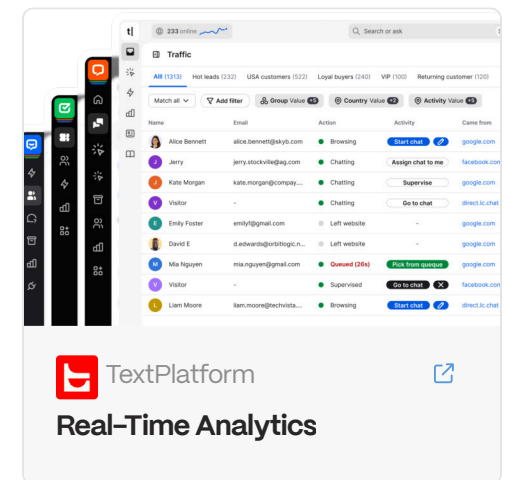 t|
233 online
Search or ask
Traffic
All (1313) Hot leads (232) USA customers (522) Loyal buyers (240) VIP (100) Returning customer (120)
Match all Add filter Group Value +5 Country Value +2 Activity Value +5
Name Email Action Activity Came from
Alice Bennett alice.bennett@skyb.com Browsing Start chat google.com
J Jerry jerry.stockville@ag.com Chatting Assign chat to me facebook.con
K Kate Morgan kate.morgan@compay.... Chatting Supervise google.com
V Visitor - Chatting Go to chat direct.lc.chat
E Emily Foster emilyf@gmail.com Left website - google.com
David E d.edwards@orbitlogic.n... Left website - google.com
M Mia Nguyen mia.nguyen@gmail.com Queued (26s) Pick from queque google.com
V Visitor - Supervised Go to chat X facebook.con
L Liam Moore liam.moore@techvista.... Browsing Start chat direct.lc.chat
TextPlatform
Real-Time Analytics